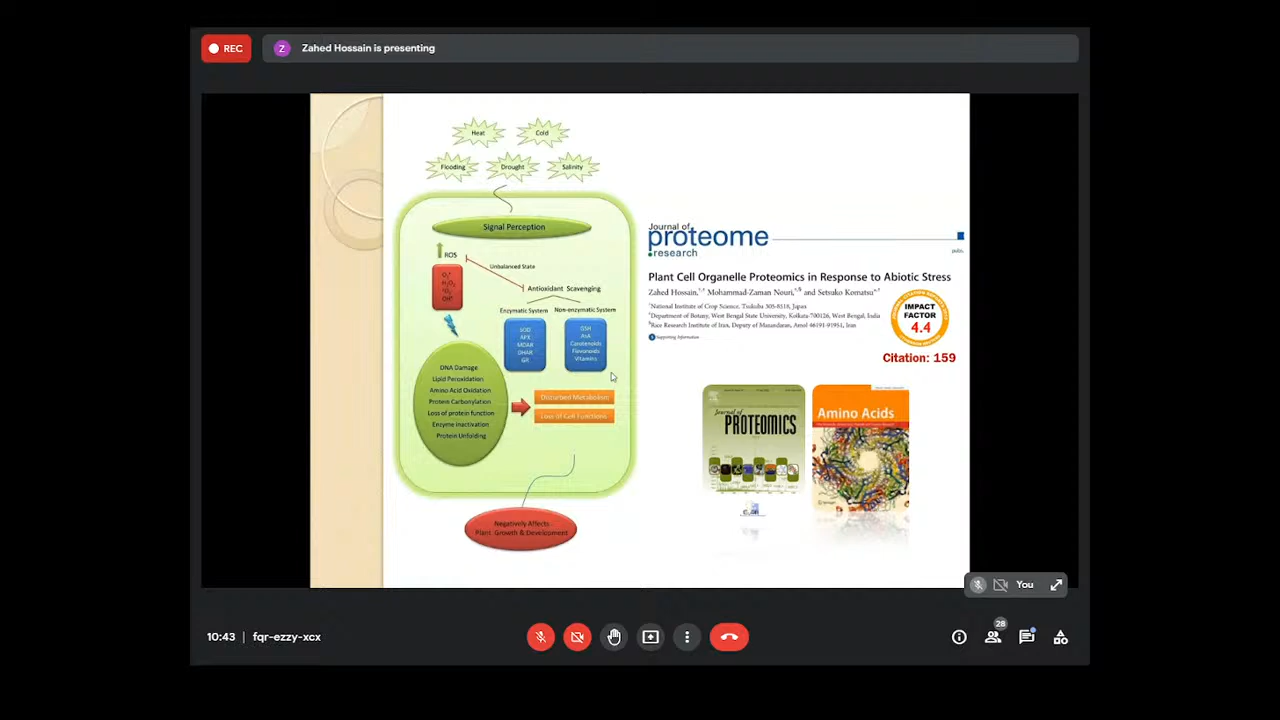 REC
Z
Zahed Hossain is presenting
Heat
Cold
Flooding
Drought
Salinity
Signal Perception
ROS
Unbalanced State
Antioxidant Scavenging
Enzymatic System
Non-enzymatic System
SOD
APX
MDAR
DHAR
GR
GSH
AsA
Carotenoids
Flavonoids
Vitamins
DNA Damage
Lipid Peroxidation
Amino Acid Oxidation
Protein Carbonylation
Loss of protein function
Enzyme inactivation
Protein Unfolding
Disturbed Metabolism
Loss of Cell Functions
Negatively Affects
Plant Growth & Development
Journal of
proteome
research
Plant Cell Organelle Proteomics in Response to Abiotic Stress
Zahed Hossain, Mohammad-Zaman Nouri, and Setsuko Komatsu
National Institute of Crop Science, Tsukuba 305-8518, Japan
Department of Botany, West Bengal State University, Kolkata-700126, West Bengal, India
Rice Research Institute of Iran, Deputy of Mazandaran, Amol 46191-91951, Iran
Supporting Information
IMPACT
FACTOR
4.4
Citation: 159
Journal of
PROTEOMICS
Amino Acids
You
10:43
fqr-ezzy-xcx
28